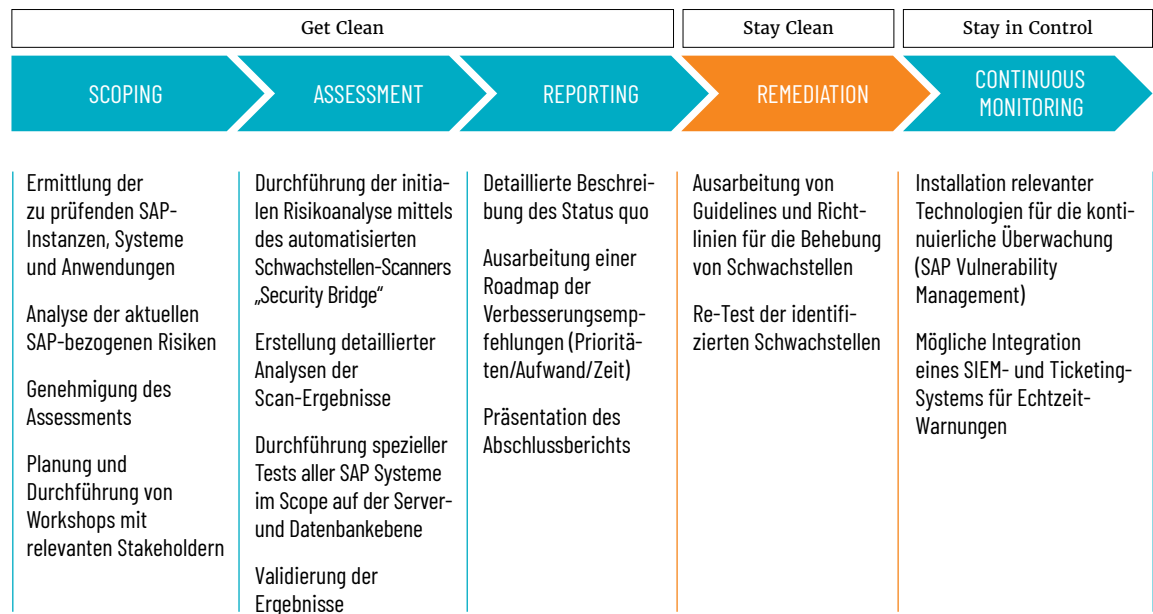 Get Clean
Stay Clean
Stay in Control
SCOPING
ASSESSMENT
REPORTING
REMEDIATION
CONTINUOUS
MONITORING
Ermittlung der
zu prüfenden SAP-
Instanzen, Systeme
und Anwendungen
Analyse der aktuellen
SAP-bezogenen Risiken
Genehmigung des
Assessments
Planung und
Durchführung von
Workshops mit
relevanten Stakeholdern
Durchführung der initia-
len Risikoanalyse mittels
des automatisierten
Schwachstellen-Scanners
„Security Bridge“
Erstellung detaillierter
Analysen der
Scan-Ergebnisse
Durchführung spezieller
Tests aller SAP Systeme
im Scope auf der Server-
und Datenbankebene
Validierung der
Ergebnisse
Detaillierte Beschrei-
bung des Status quo
Ausarbeitung einer
Roadmap der
Verbesserungsemp-
fehlungen (Prioritä-
ten/Aufwand/Zeit)
Präsentation des
Abschlussberichts
Ausarbeitung von
Guidelines und Richt-
linien für die Behebung
von Schwachstellen
Re-Test der identifi-
zierten Schwachstellen
Installation relevanter
Technologien für die konti-
nuierliche Überwachung
(SAP Vulnerability
Management)
Mögliche Integration
eines SIEM- und Ticketing-
Systems für Echtzeit-
Warnungen